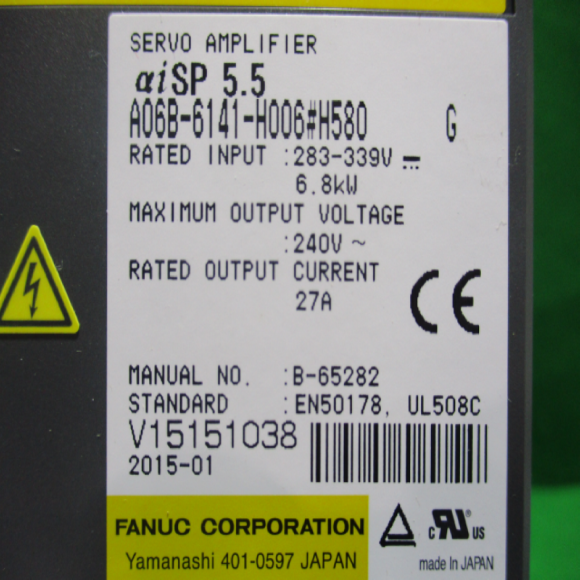 SERVO AMPLIFIER
αiSP 5.5
A06B-6141-H006#H580 G
RATED INPUT :283-339V ⎓
6.8kW
MAXIMUM OUTPUT VOLTAGE
:240V ~
RATED OUTPUT CURRENT
27A
CE
MANUAL NO. :B-65282
STANDARD :EN50178, UL508C
V15151038
2015-01
FANUC CORPORATION
Yamanashi 401-0597 JAPAN
c RU us
made In JAPAN